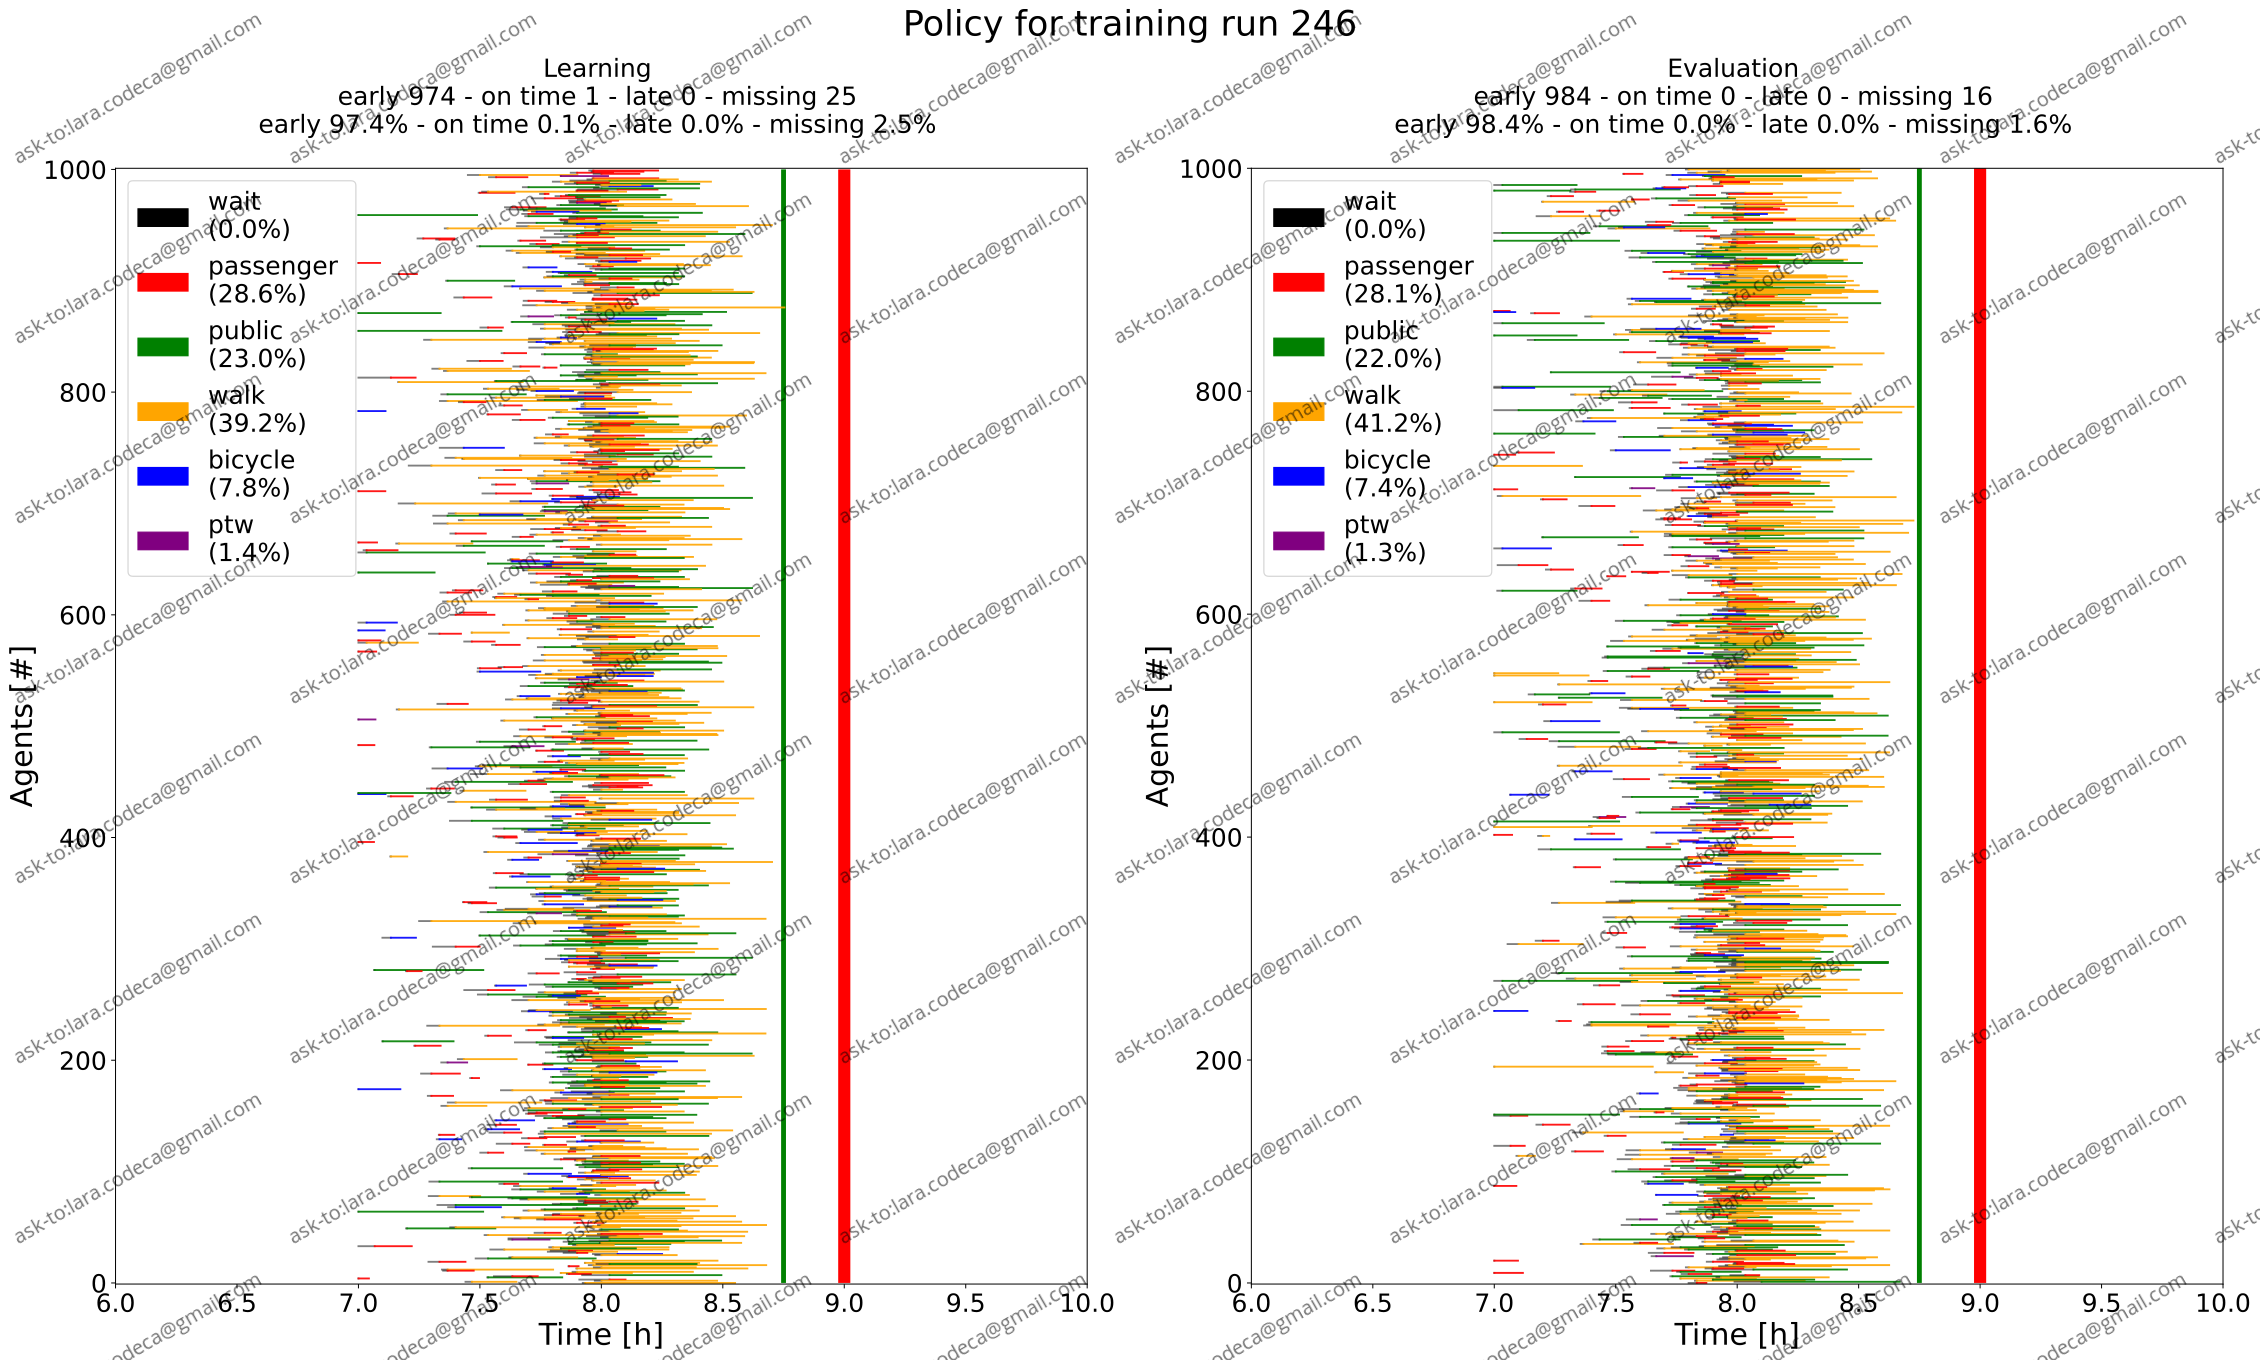 Policy for training run 246
Learning
early 974 - on time 1 - late 0 - missing 25
early 97.4% - on time 0.1% - late 0.0% - missing 2.5%
1000
800
600
400
200
0
Agents [#]
wait
(0.0%)
passenger
(28.6%)
public
(23.0%)
walk
(39.2%)
bicycle
(7.8%)
ptw
(1.4%)
6.0 6.5 7.0 7.5 8.0 8.5 9.0 9.5 10.0
Time [h]
Evaluation
early 984 - on time 0 - late 0 - missing 16
early 98.4% - on time 0.0% - late 0.0% - missing 1.6%
1000
800
600
400
200
0
Agents [#]
wait
(0.0%)
passenger
(28.1%)
public
(22.0%)
walk
(41.2%)
bicycle
(7.4%)
ptw
(1.3%)
6.0 6.5 7.0 7.5 8.0 8.5 9.0 9.5 10.0
Time [h]
ask-to:lara.codeca@gmail.com